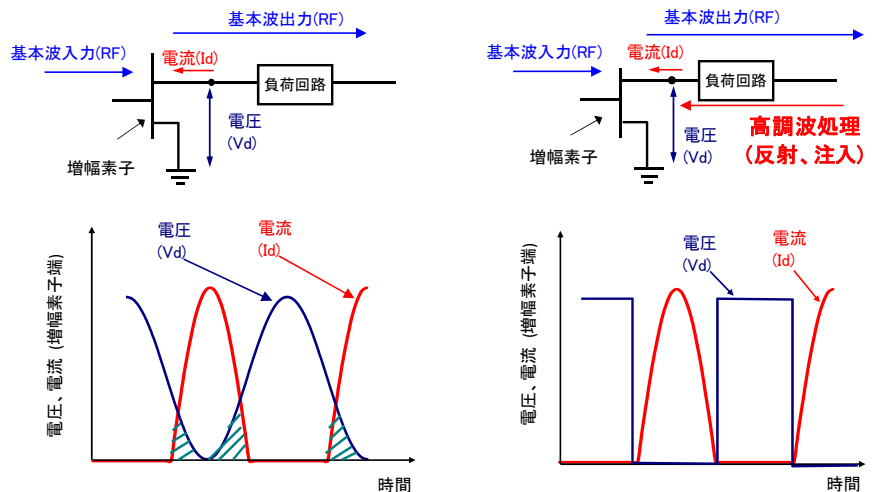 基本波出力(RF)
基本波入力(RF)
電流(Id)
負荷回路
電圧
(Vd)
増幅素子
電圧
(Vd)
電流
(Id)
電圧、電流 (増幅素子端)
時間
基本波出力(RF)
基本波入力(RF)
電流(Id)
負荷回路
高調波処理
(反射、注入)
電圧
(Vd)
増幅素子
電圧
(Vd)
電流
(Id)
電圧、電流 (増幅素子端)
時間